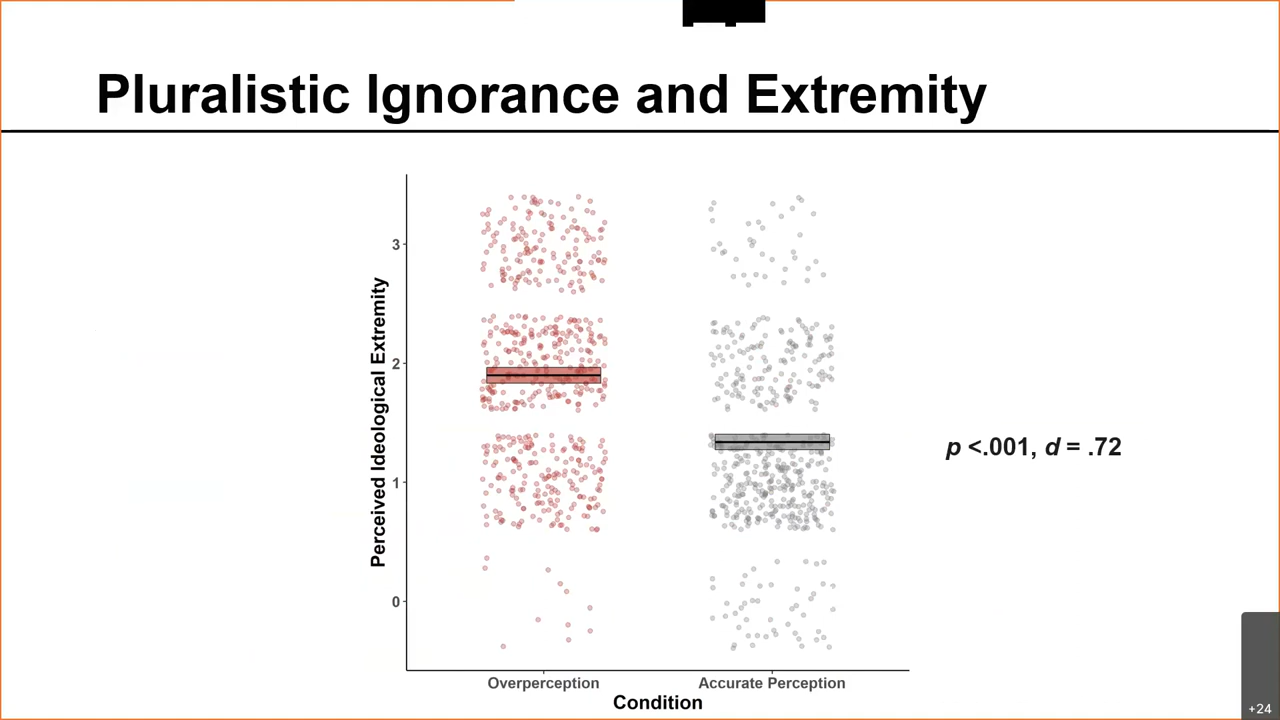 Pluralistic Ignorance and Extremity
Perceived Ideological Extremity
3
2
1
0
p <.001, d = .72
Overperception
Accurate Perception
Condition
+24